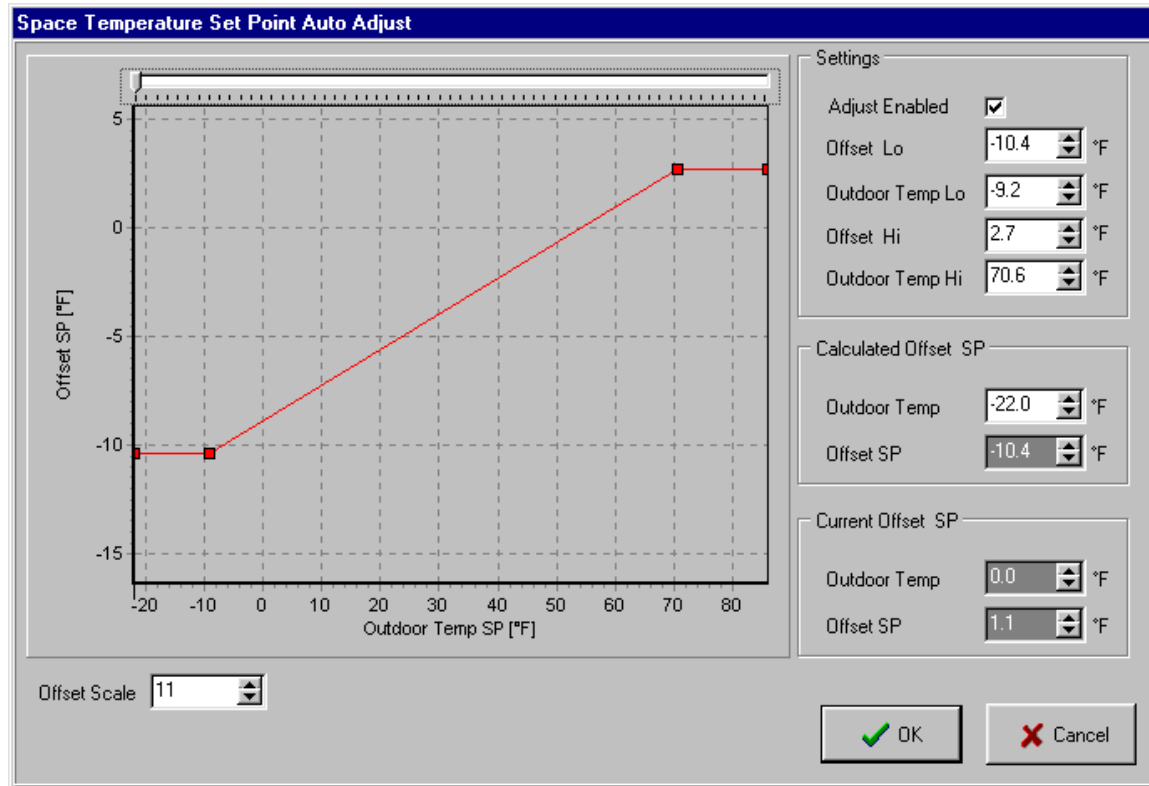 Space Temperature Set Point Auto Adjust
5
0
-5
-10
-15
Offset SP [°F]
-20 -10 0 10 20 30 40 50 60 70 80
Outdoor Temp SP [°F]
Offset Scale 11
Settings
Adjust Enabled
Offset Lo -10.4 °F
Outdoor Temp Lo -9.2 °F
Offset Hi 2.7 °F
Outdoor Temp Hi 70.6 °F
Calculated Offset SP
Outdoor Temp -22.0 °F
Offset SP -10.4 °F
Current Offset SP
Outdoor Temp 0.0 °F
Offset SP 1.1 °F
OK Cancel